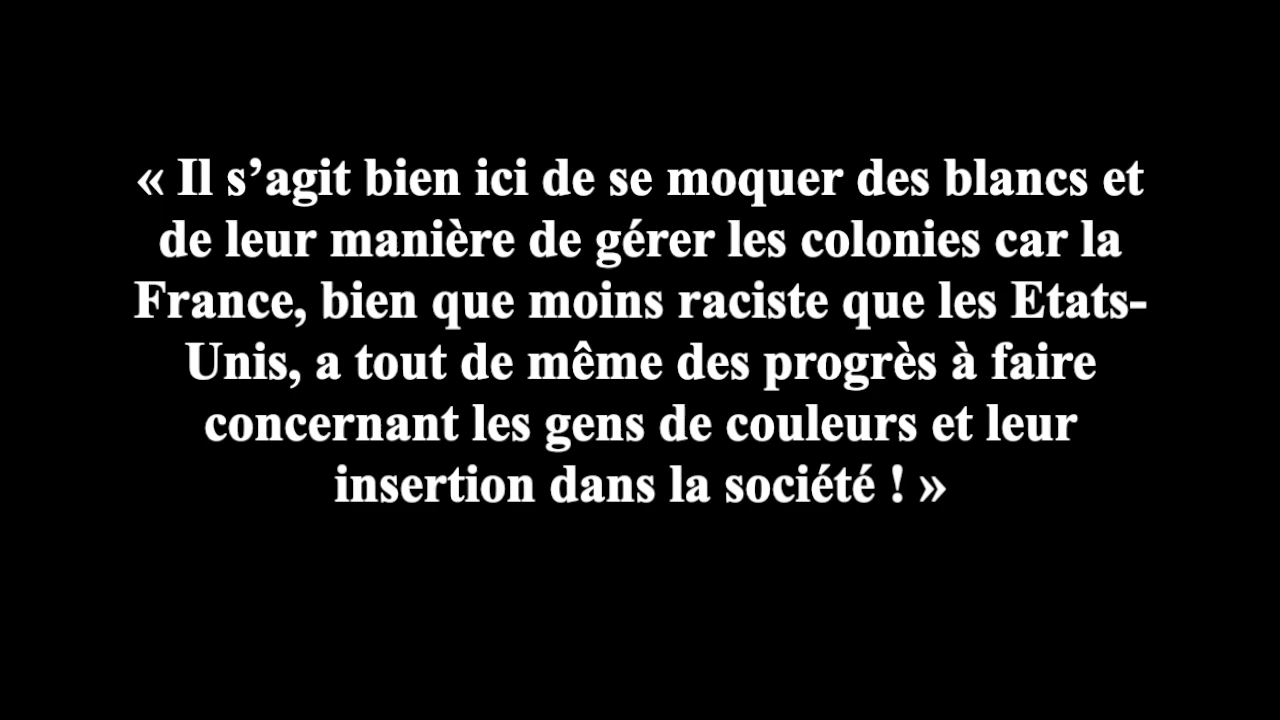 « Il s’agit bien ici de se moquer des blancs et
de leur manière de gérer les colonies car la
France, bien que moins raciste que les Etats-
Unis, a tout de même des progrès à faire
concernant les gens de couleurs et leur
insertion dans la société ! »